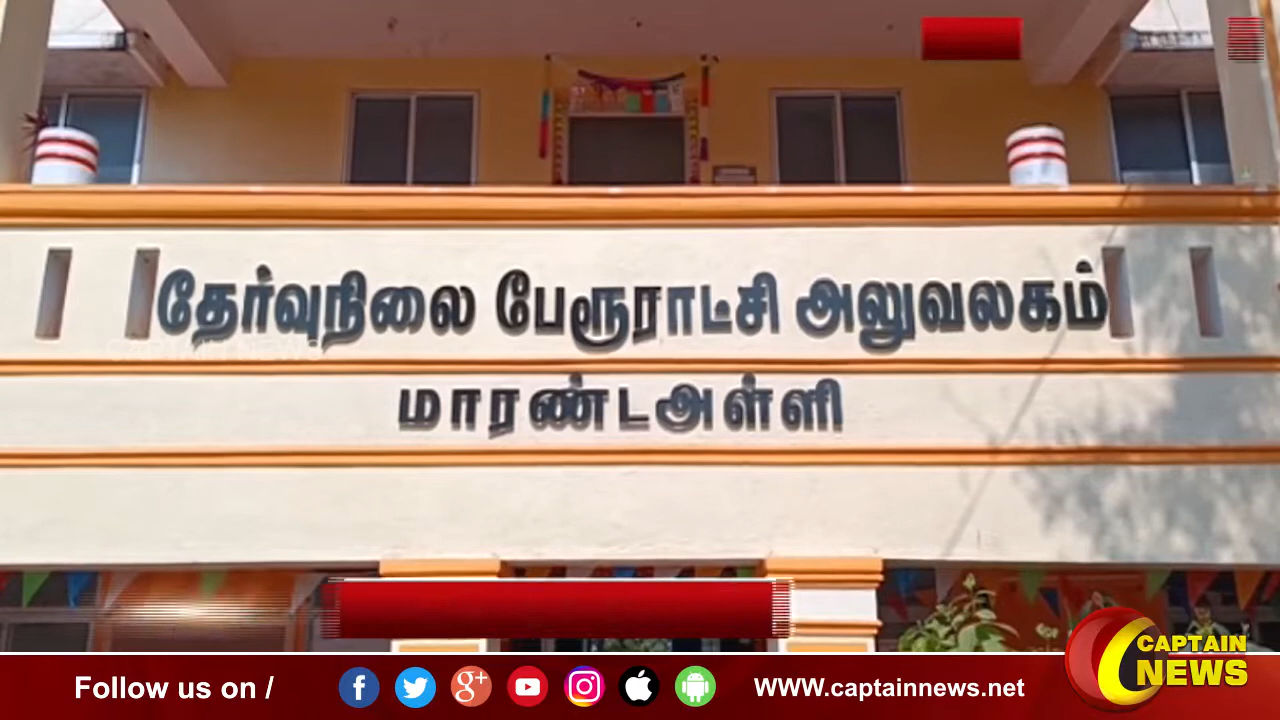 தேர்வுநிலை பேரூராட்சி அலுவலகம்
மாரண்டஅள்ளி
Follow us on /
WWW.captainnews.net
CAPTAIN
NEWS